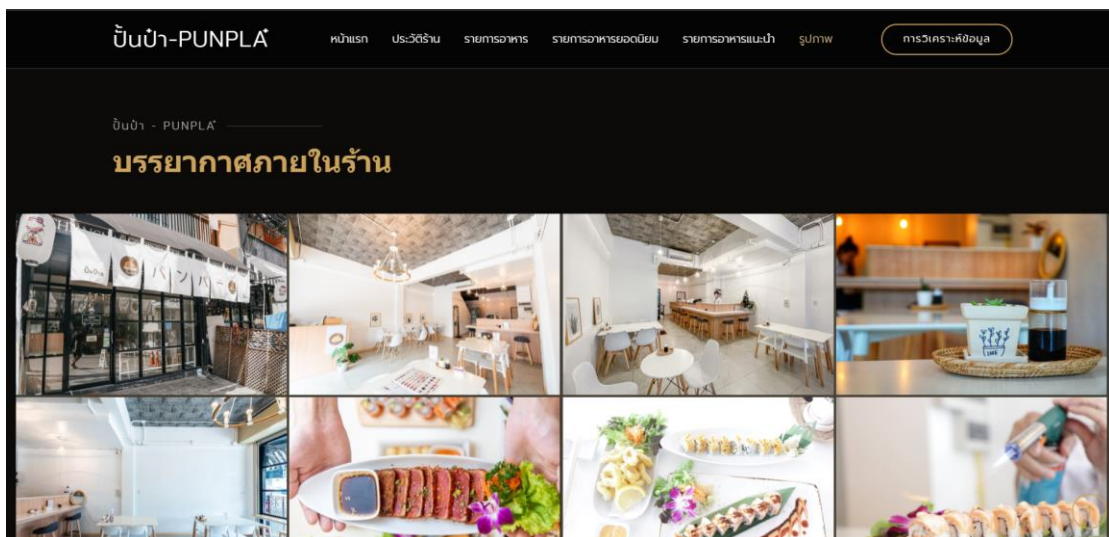 ปั้นป๋า-PUNPLA๋
หน้าแรก ประวัติร้าน รายการอาหาร รายการอาหารยอดนิยม รายการอาหารแนะนำ รูปภาพ การวิเคราะห์ข้อมูล
ปั้นป๋า - PUNPLA๋
บรรยากาศภายในร้าน
パンパー